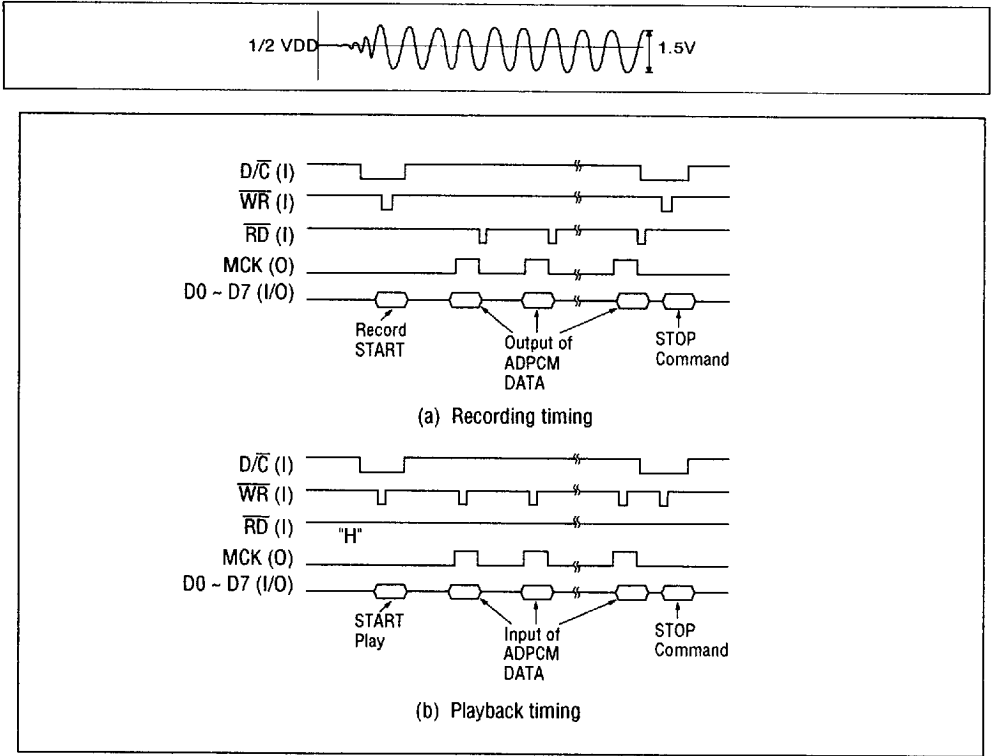 1/2 VDD
1.5V
D/C̅ (I)
W̅R̅ (I)
R̅D̅ (I)
MCK (O)
D0 ~ D7 (I/O)
Record
START
Output of
ADPCM
DATA
STOP
Command
(a) Recording timing
D/C̅ (I)
W̅R̅ (I)
R̅D̅ (I)
"H"
MCK (O)
D0 ~ D7 (I/O)
START
Play
Input of
ADPCM
DATA
STOP
Command
(b) Playback timing